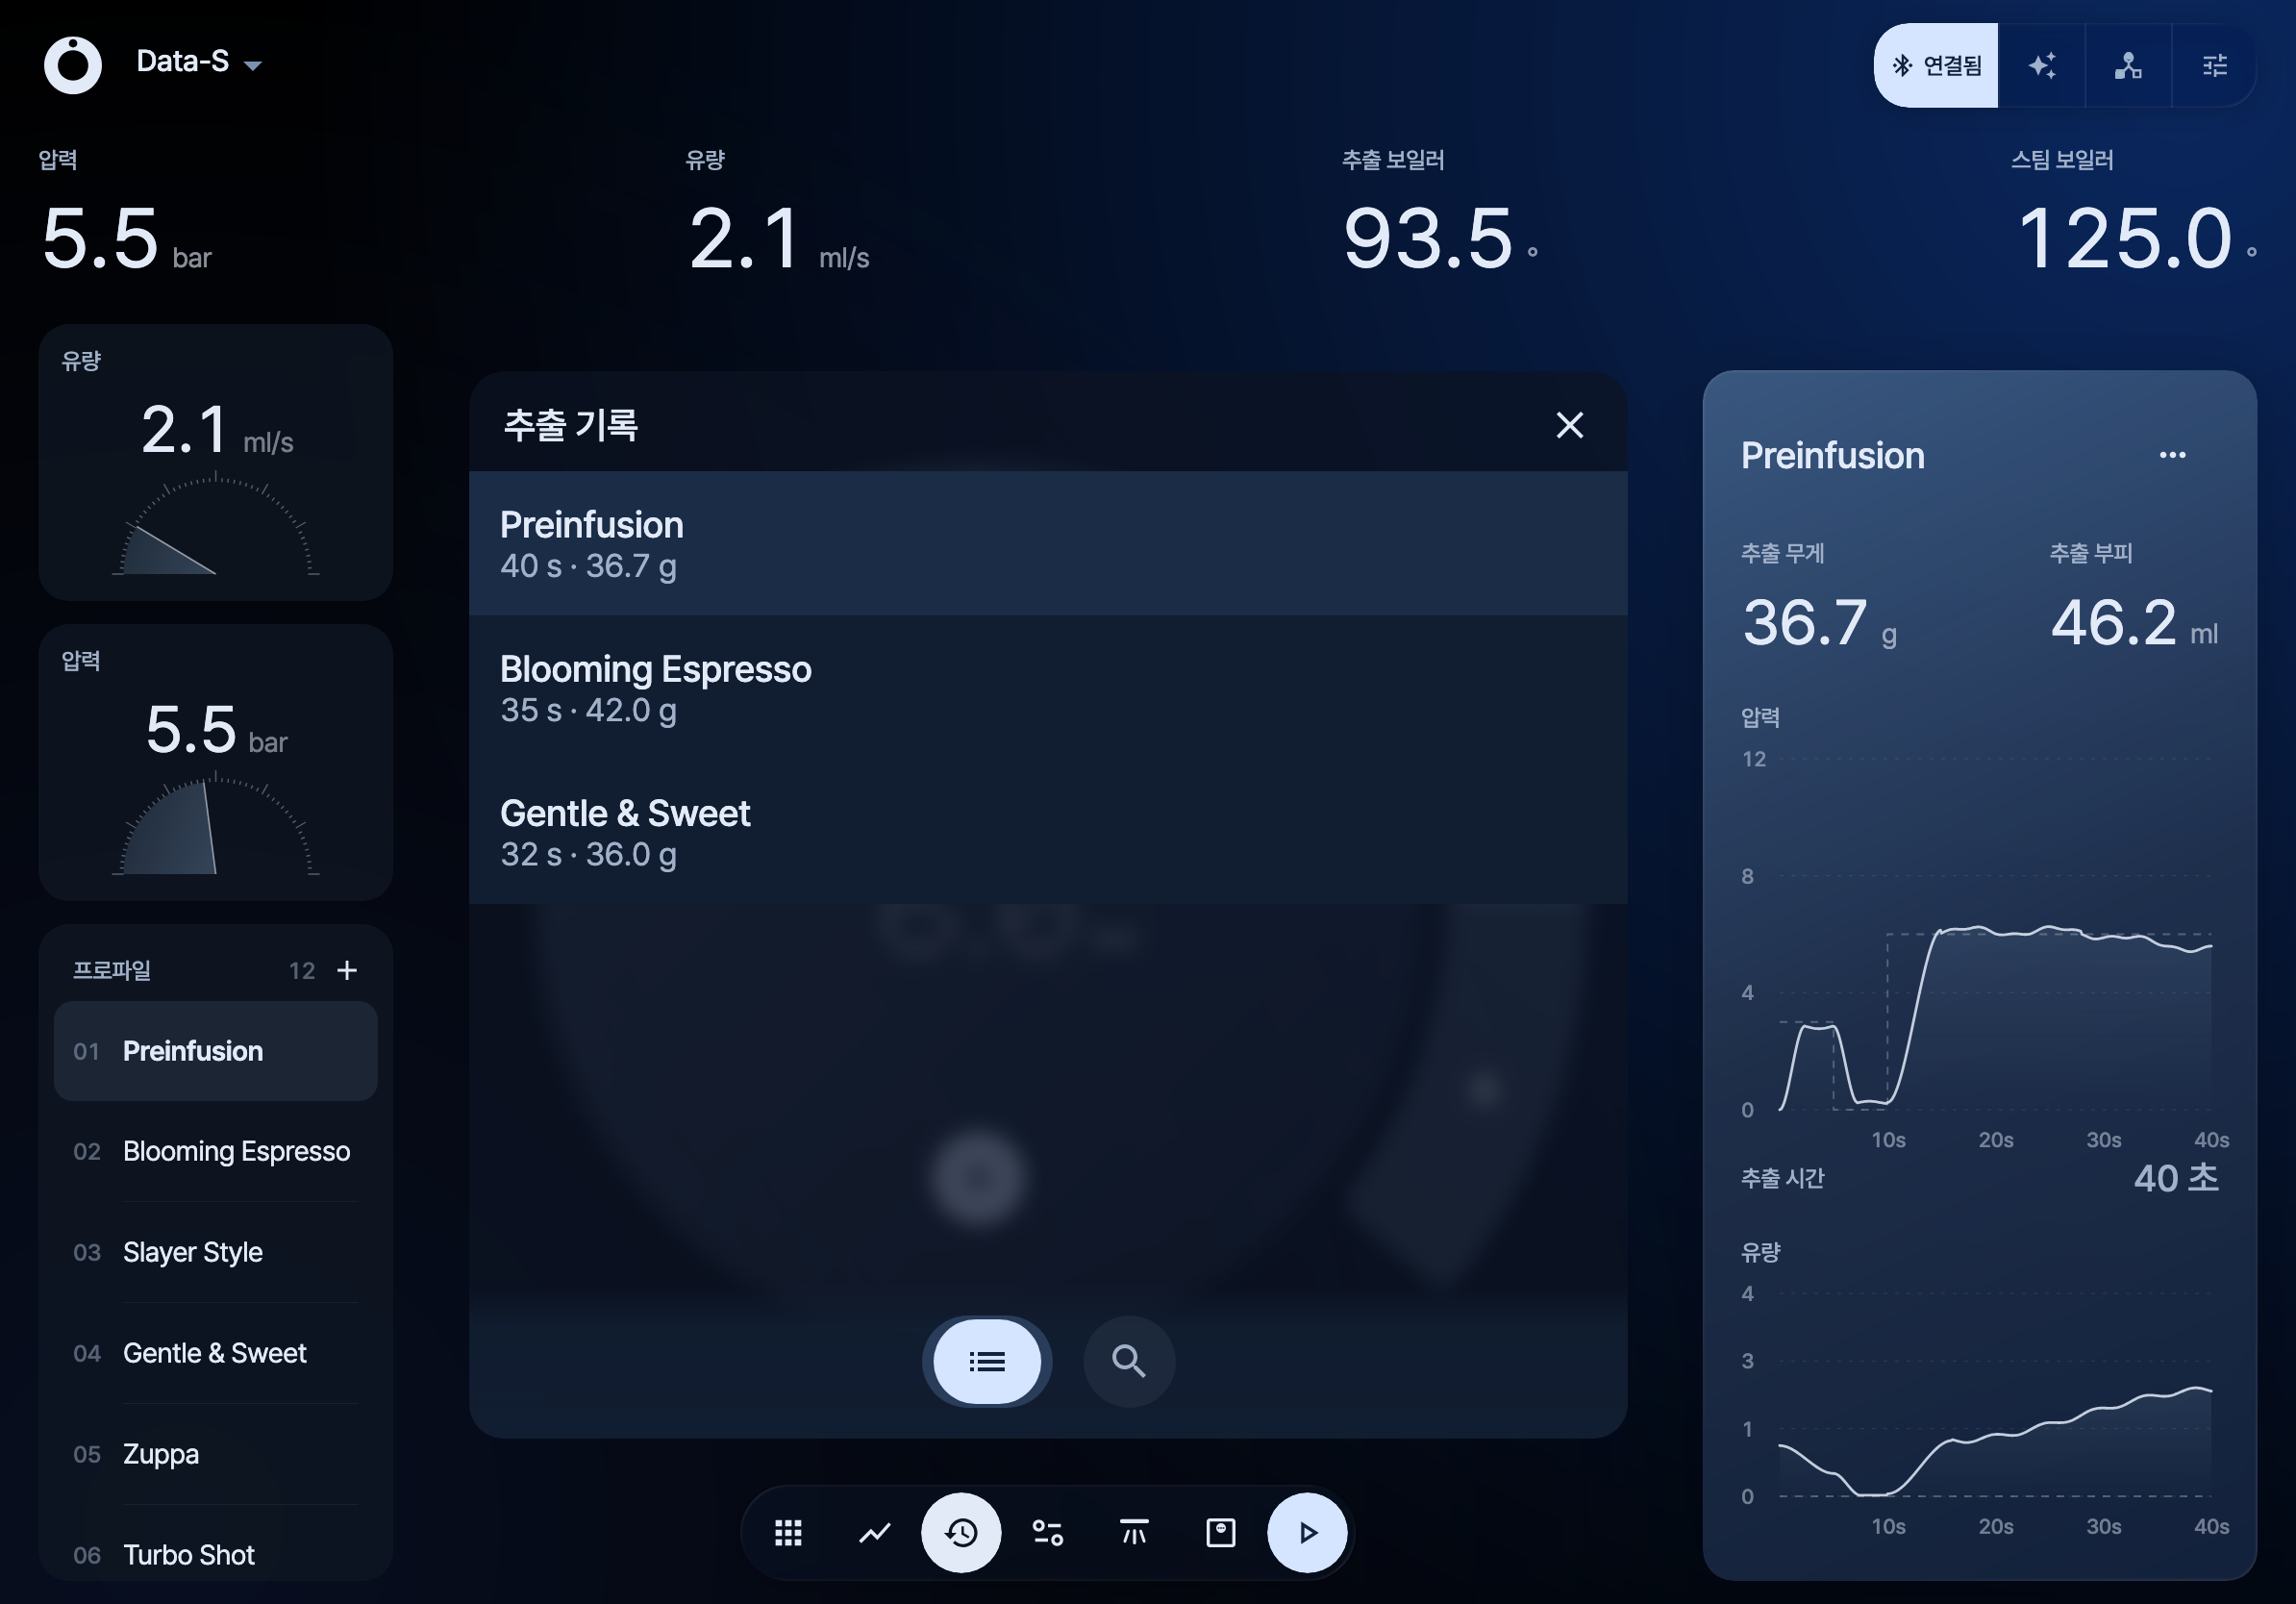 Data-S
연결됨
압력
5.5 bar
유량
2.1 ml/s
추출 보일러
93.5 °
스팀 보일러
125.0 °
유량
2.1 ml/s
압력
5.5 bar
프로파일 12 +
01 Preinfusion
02 Blooming Espresso
03 Slayer Style
04 Gentle & Sweet
05 Zuppa
06 Turbo Shot
추출 기록
Preinfusion
40 s · 36.7 g
Blooming Espresso
35 s · 42.0 g
Gentle & Sweet
32 s · 36.0 g
Preinfusion
추출 무게
36.7 g
추출 부피
46.2 ml
압력
12
8
4
0
10s 20s 30s 40s
추출 시간 40 초
유량
4
3
1
0
10s 20s 30s 40s